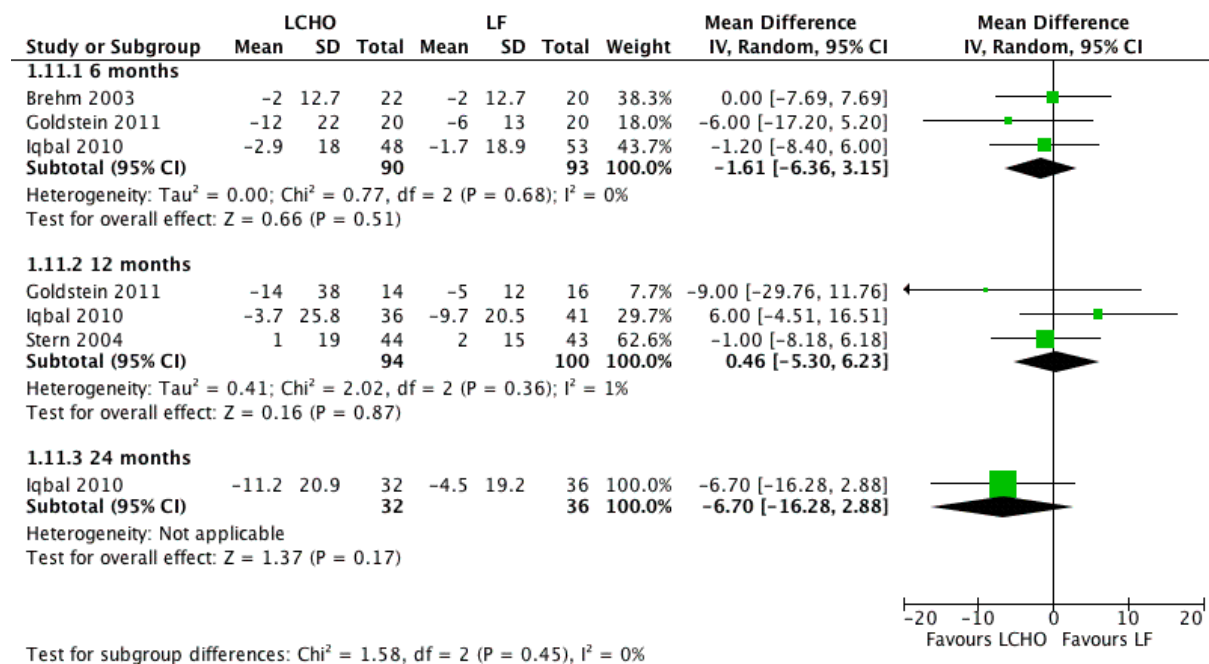 LCHO LF Mean Difference Mean Difference
Study or Subgroup Mean SD Total Mean SD Total Weight IV, Random, 95% CI IV, Random, 95% CI
1.11.1 6 months
Brehm 2003 −2 12.7 22 −2 12.7 20 38.3% 0.00 [−7.69, 7.69]
Goldstein 2011 −12 22 20 −6 13 20 18.0% −6.00 [−17.20, 5.20]
Iqbal 2010 −2.9 18 48 −1.7 18.9 53 43.7% −1.20 [−8.40, 6.00]
Subtotal (95% CI) 90 93 100.0% −1.61 [−6.36, 3.15]
Heterogeneity: Tau² = 0.00; Chi² = 0.77, df = 2 (P = 0.68); I² = 0%
Test for overall effect: Z = 0.66 (P = 0.51)
1.11.2 12 months
Goldstein 2011 −14 38 14 −5 12 16 7.7% −9.00 [−29.76, 11.76]
Iqbal 2010 −3.7 25.8 36 −9.7 20.5 41 29.7% 6.00 [−4.51, 16.51]
Stern 2004 1 19 44 2 15 43 62.6% −1.00 [−8.18, 6.18]
Subtotal (95% CI) 94 100 100.0% 0.46 [−5.30, 6.23]
Heterogeneity: Tau² = 0.41; Chi² = 2.02, df = 2 (P = 0.36); I² = 1%
Test for overall effect: Z = 0.16 (P = 0.87)
1.11.3 24 months
Iqbal 2010 −11.2 20.9 32 −4.5 19.2 36 100.0% −6.70 [−16.28, 2.88]
Subtotal (95% CI) 32 36 100.0% −6.70 [−16.28, 2.88]
Heterogeneity: Not applicable
Test for overall effect: Z = 1.37 (P = 0.17)
−20 −10 0 10 20
Favours LCHO Favours LF
Test for subgroup differences: Chi² = 1.58, df = 2 (P = 0.45), I² = 0%